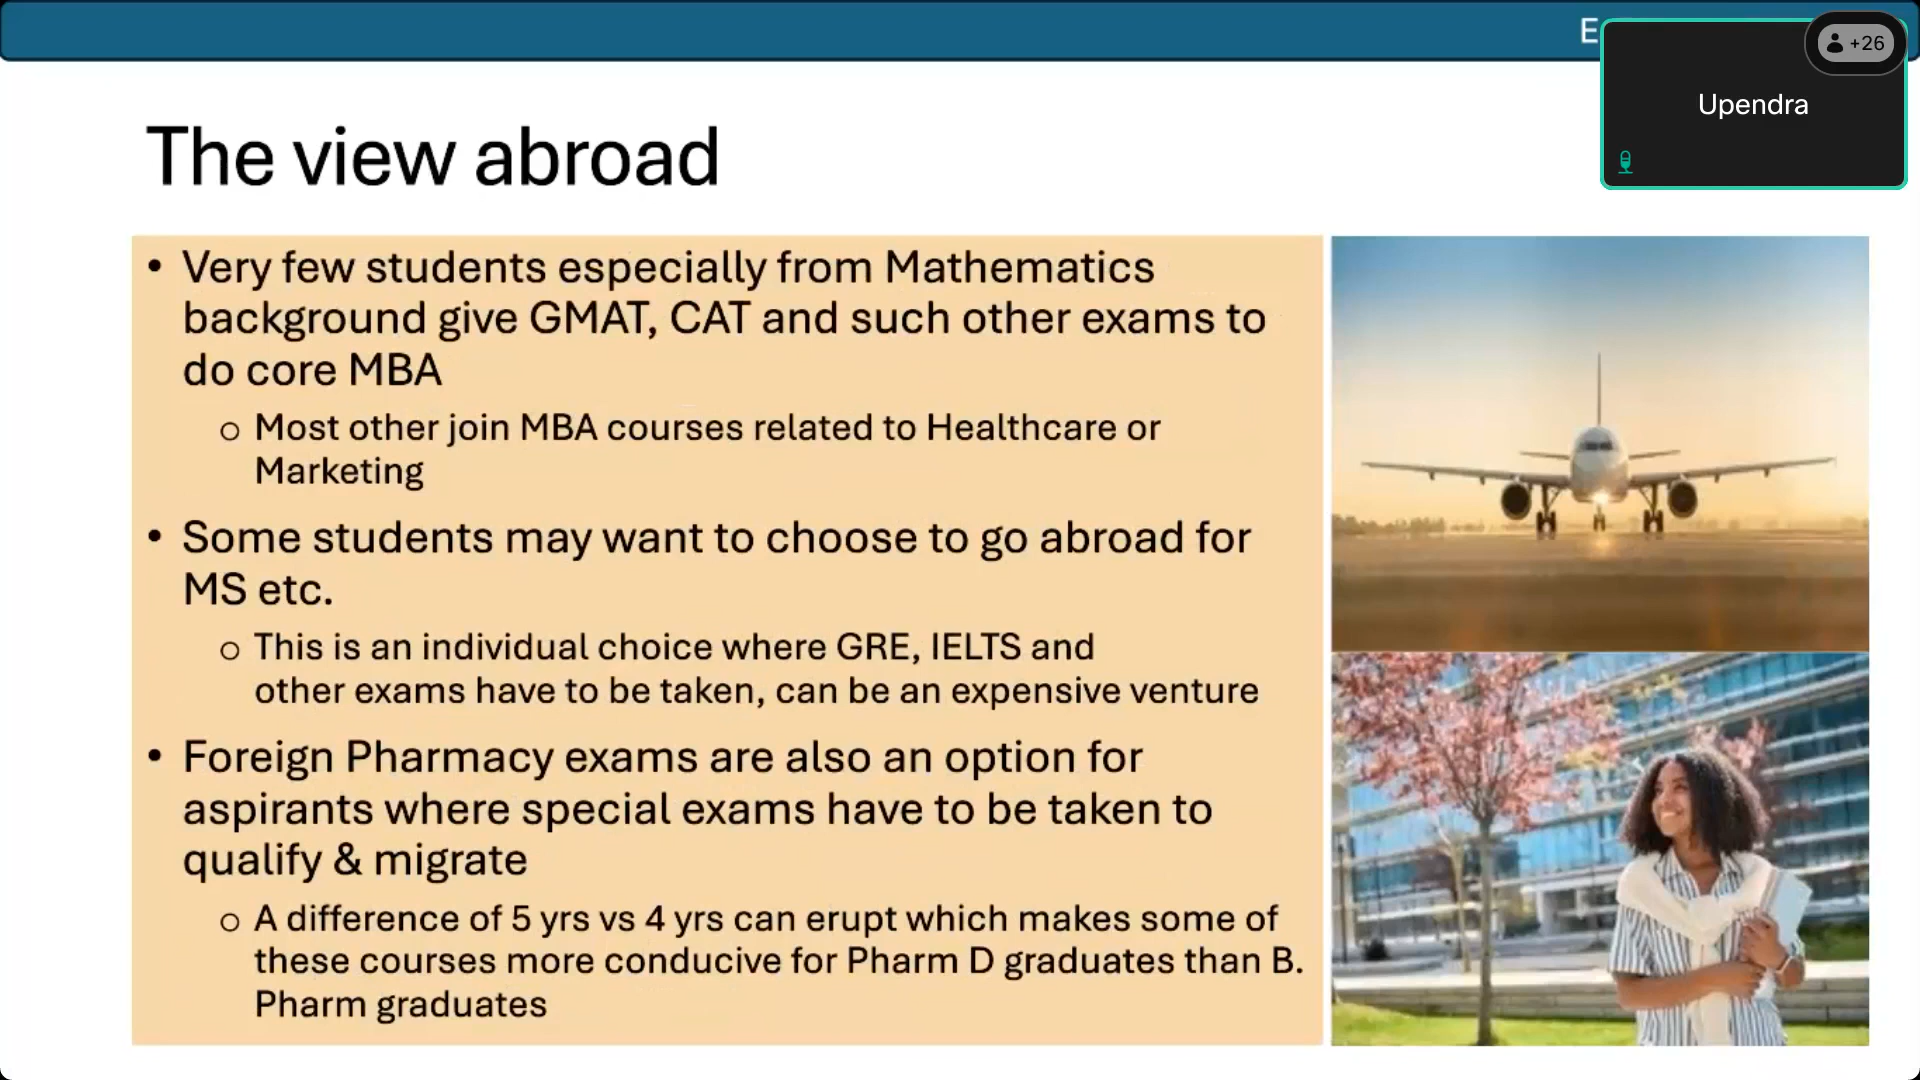 E
+26
Upendra
The view abroad
• Very few students especially from Mathematics
background give GMAT, CAT and such other exams to
do core MBA
o Most other join MBA courses related to Healthcare or
Marketing
• Some students may want to choose to go abroad for
MS etc.
o This is an individual choice where GRE, IELTS and
other exams have to be taken, can be an expensive venture
• Foreign Pharmacy exams are also an option for
aspirants where special exams have to be taken to
qualify & migrate
o A difference of 5 yrs vs 4 yrs can erupt which makes some of
these courses more conducive for Pharm D graduates than B.
Pharm graduates